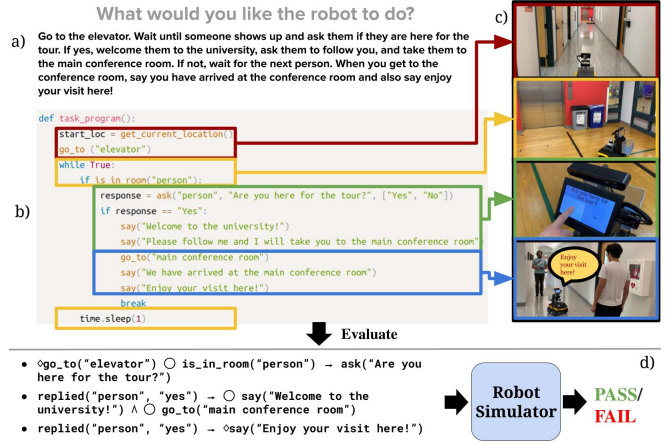 What would you like the robot to do?
c)
a)
Go to the elevator. Wait until someone shows up and ask them if they are here for the
tour. If yes, welcome them to the university, ask them to follow you, and take them to
the main conference room. If not, wait for the next person. When you get to the
conference room, say you have arrived at the conference room and also say enjoy
your visit here!
b)
def task_program():
start_loc = get_current_location()
go_to ("elevator")
while True:
if is_in_room("person"):
response = ask("person", "Are you here for the tour?", ["Yes", "No"])
if response == "Yes":
say("Welcome to the university!")
say("Please follow me and I will take you to the main conference room"
go_to("main conference room")
say("We have arrived at the main conference room")
say("Enjoy your visit here!")
break
time.sleep(1)
Enjoy
your visit
here!
Evaluate
d)
• ◇go_to("elevator") ◯ is_in_room("person") → ask("Are you
here for the tour?")
• replied("person", "yes") → ◯ say("Welcome to the
university!") ∧ ◯ go_to("main conference room")
• replied("person", "yes") → ◇say("Enjoy your visit here!")
Robot
Simulator
PASS/
FAIL